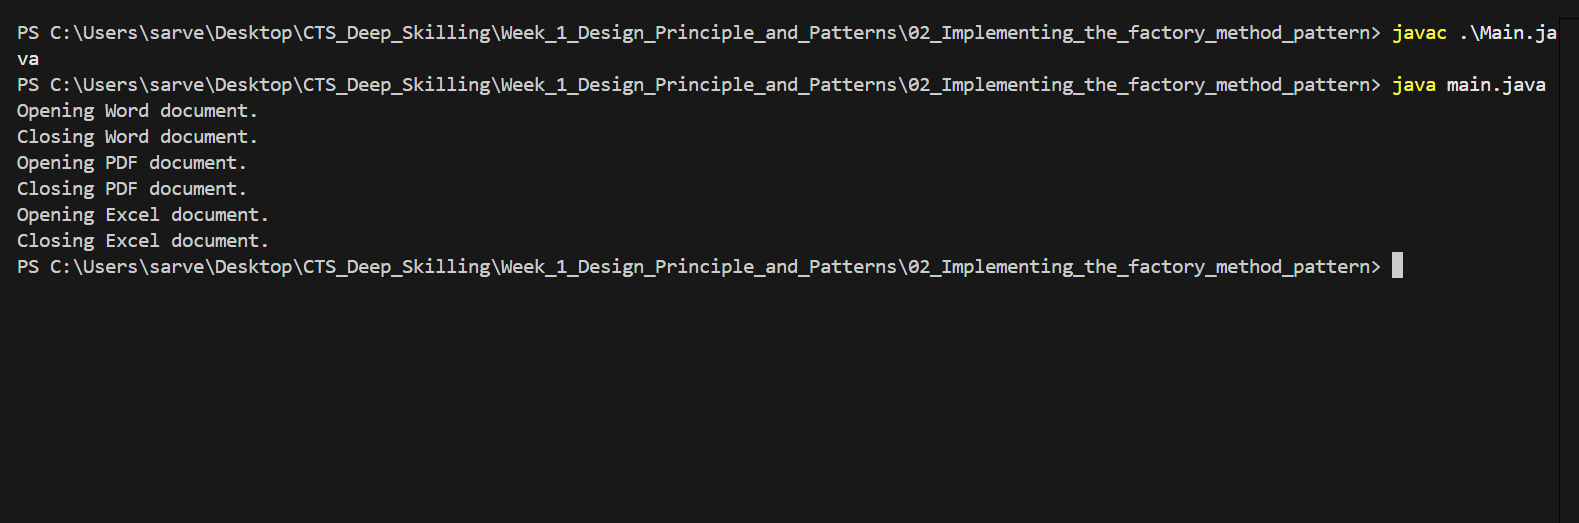 PS C:\Users\sarve\Desktop\CTS_Deep_Skilling\Week_1_Design_Principle_and_Patterns\02_Implementing_the_factory_method_pattern> javac .\Main.ja
va
PS C:\Users\sarve\Desktop\CTS_Deep_Skilling\Week_1_Design_Principle_and_Patterns\02_Implementing_the_factory_method_pattern> java main.java
Opening Word document.
Closing Word document.
Opening PDF document.
Closing PDF document.
Opening Excel document.
Closing Excel document.
PS C:\Users\sarve\Desktop\CTS_Deep_Skilling\Week_1_Design_Principle_and_Patterns\02_Implementing_the_factory_method_pattern>